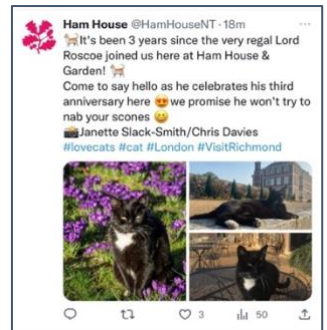 Ham House @HamHouseNT · 18m
🐈It's been 3 years since the very regal Lord
Roscoe joined us here at Ham House &
Garden! 🐈
Come to say hello as he celebrates his third
anniversary here 😍we promise he won't try to
nab your scones 😄
📸Janette Slack-Smith/Chris Davies
#lovecats #cat #London #VisitRichmond
3
50